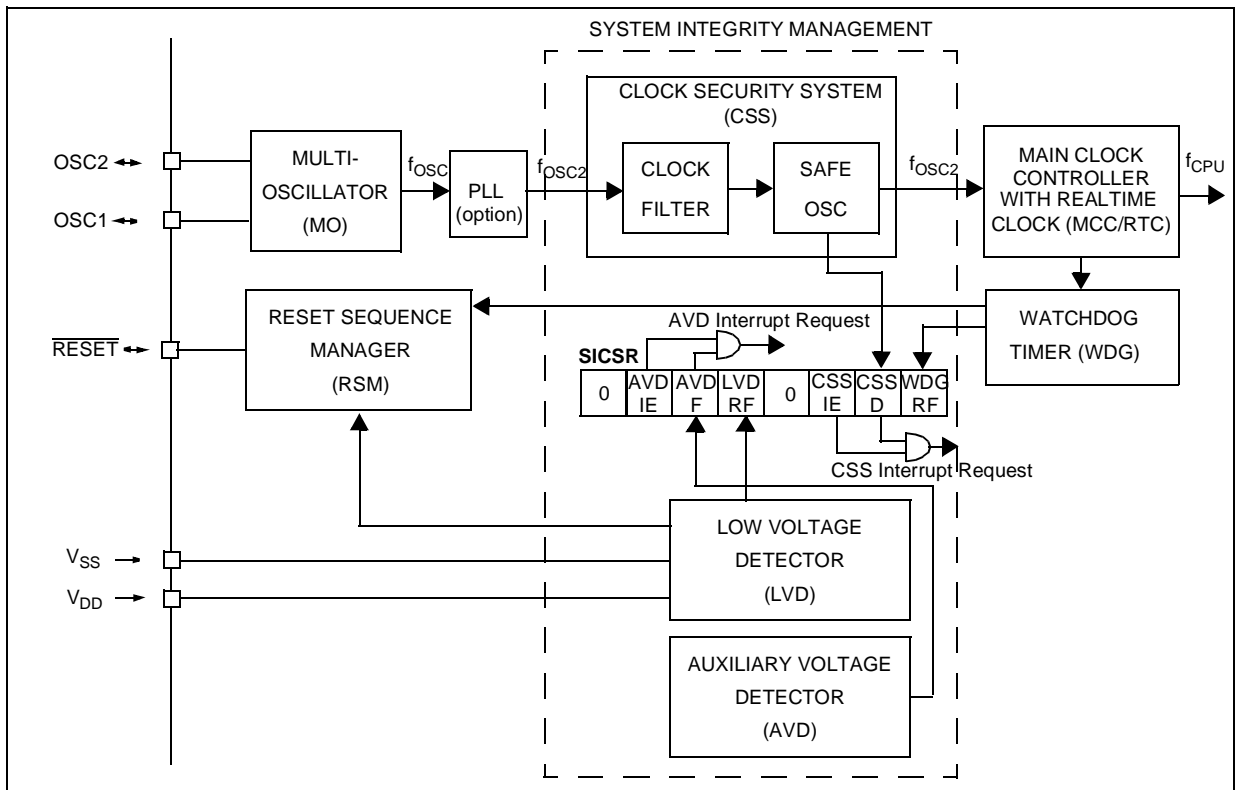 SYSTEM INTEGRITY MANAGEMENT
CLOCK SECURITY SYSTEM
(CSS)
OSC2
OSC1
MULTI-
OSCILLATOR
(MO)
fOSC
PLL
(option)
fOSC2
CLOCK
FILTER
SAFE
OSC
fOSC2
MAIN CLOCK
CONTROLLER
WITH REALTIME
CLOCK (MCC/RTC)
fCPU
RESET
RESET SEQUENCE
MANAGER
(RSM)
AVD Interrupt Request
WATCHDOG
TIMER (WDG)
SICSR
0 AVD IE AVD F LVD RF 0 CSS IE CSS D WDG RF
CSS Interrupt Request
VSS
VDD
LOW VOLTAGE
DETECTOR
(LVD)
AUXILIARY VOLTAGE
DETECTOR
(AVD)